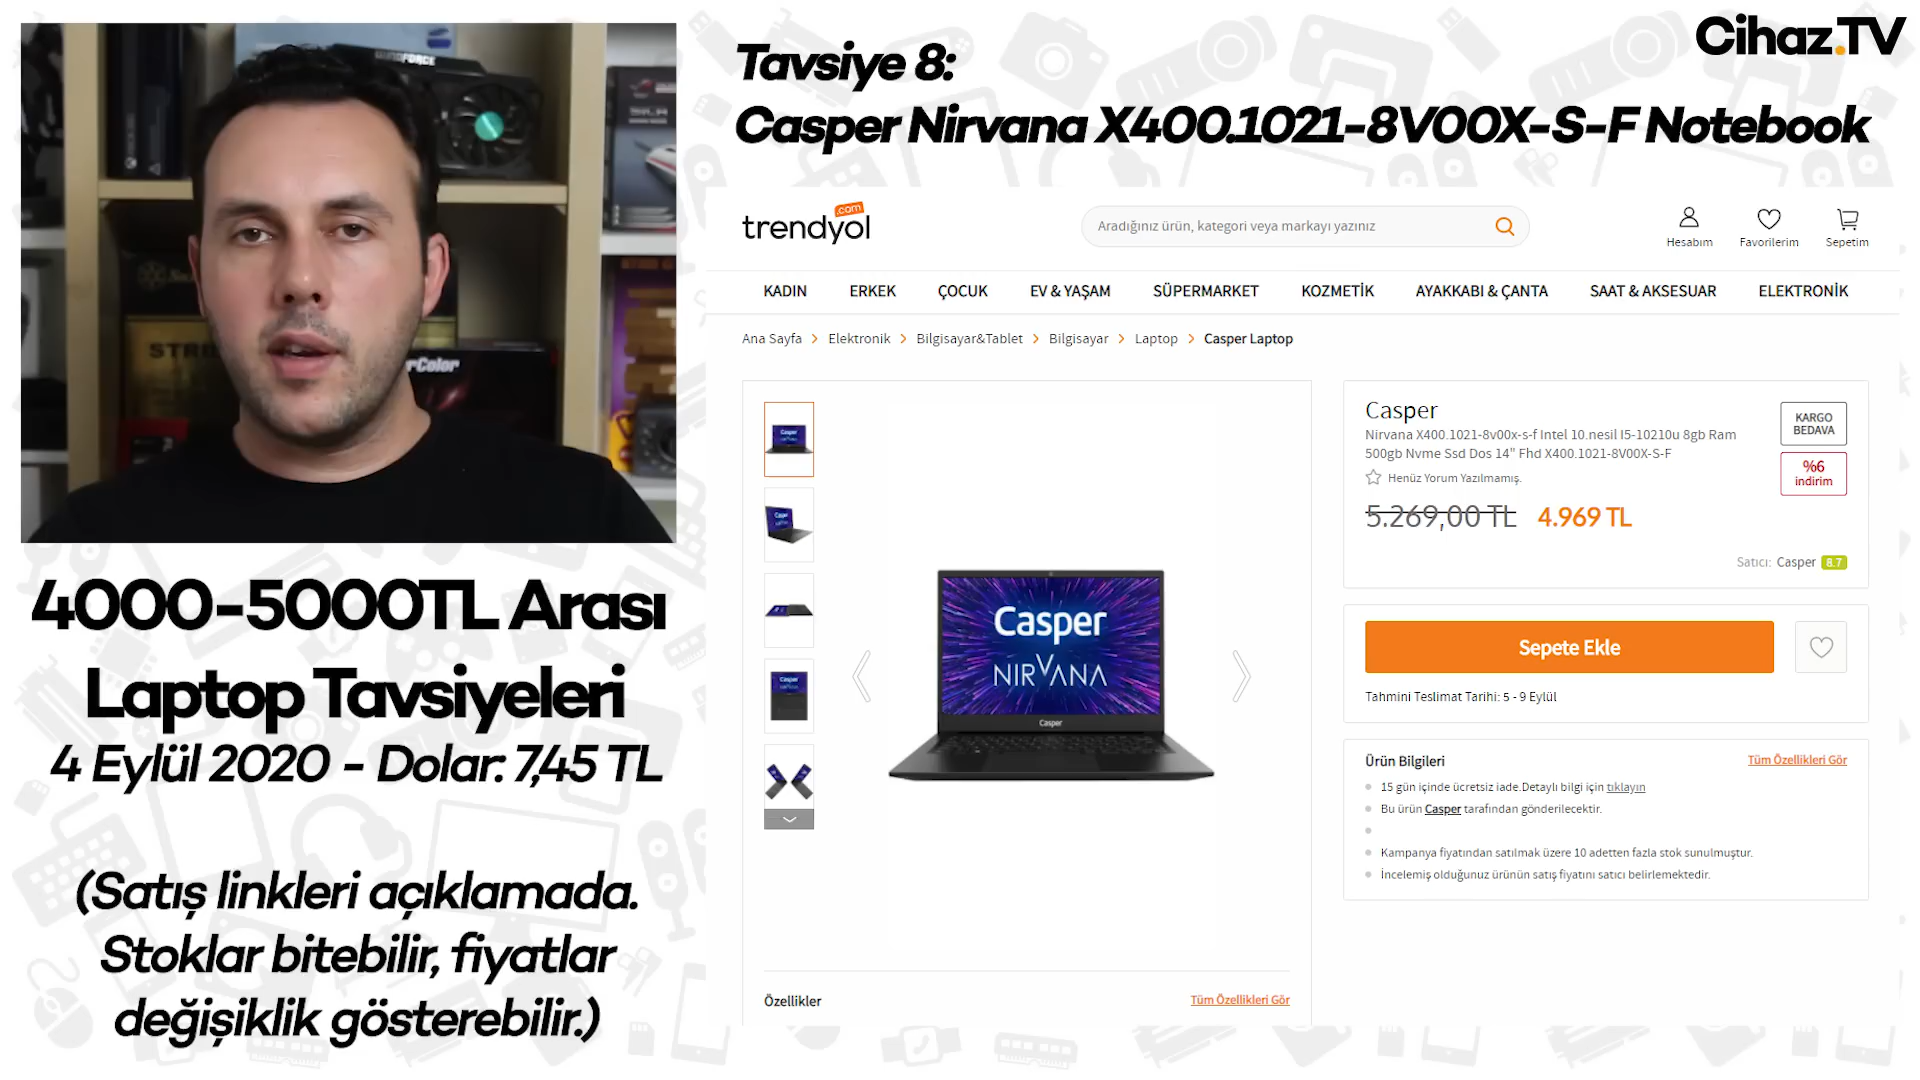 Cihaz.TV
Tavsiye 8:
Casper Nirvana X400.1021-8V00X-S-F Notebook
WINDFORCE
STRI
rColor
4000-5000TL Arası
Laptop Tavsiyeleri
4 Eylül 2020 - Dolar: 7,45 TL
(Satış linkleri açıklamada.
Stoklar bitebilir, fiyatlar
değişiklik gösterebilir.)
trendyol
.com
Aradığınız ürün, kategori veya markayı yazınız
Hesabım Favorilerim Sepetim
KADIN ERKEK ÇOCUK EV & YAŞAM SÜPERMARKET KOZMETİK AYAKKABI & ÇANTA SAAT & AKSESUAR ELEKTRONİK
Ana Sayfa > Elektronik > Bilgisayar&Tablet > Bilgisayar > Laptop > Casper Laptop
Casper
NIRVANA
Casper
Özellikler
Tüm Özellikleri Gör
Casper
Nirvana X400.1021-8v00x-s-f Intel 10.nesil I5-10210u 8gb Ram
500gb Nvme Ssd Dos 14" Fhd X400.1021-8V00X-S-F
Henüz Yorum Yazılmamış.
5.269,00 TL 4.969 TL
KARGO
BEDAVA
%6
indirim
Satıcı: Casper 8.7
Sepete Ekle
Tahmini Teslimat Tarihi: 5 - 9 Eylül
Ürün Bilgileri
Tüm Özellikleri Gör
15 gün içinde ücretsiz iade.Detaylı bilgi için tıklayın
Bu ürün Casper tarafından gönderilecektir.
Kampanya fiyatından satılmak üzere 10 adetten fazla stok sunulmuştur.
İncelemiş olduğunuz ürünün satış fiyatını satıcı belirlemektedir.